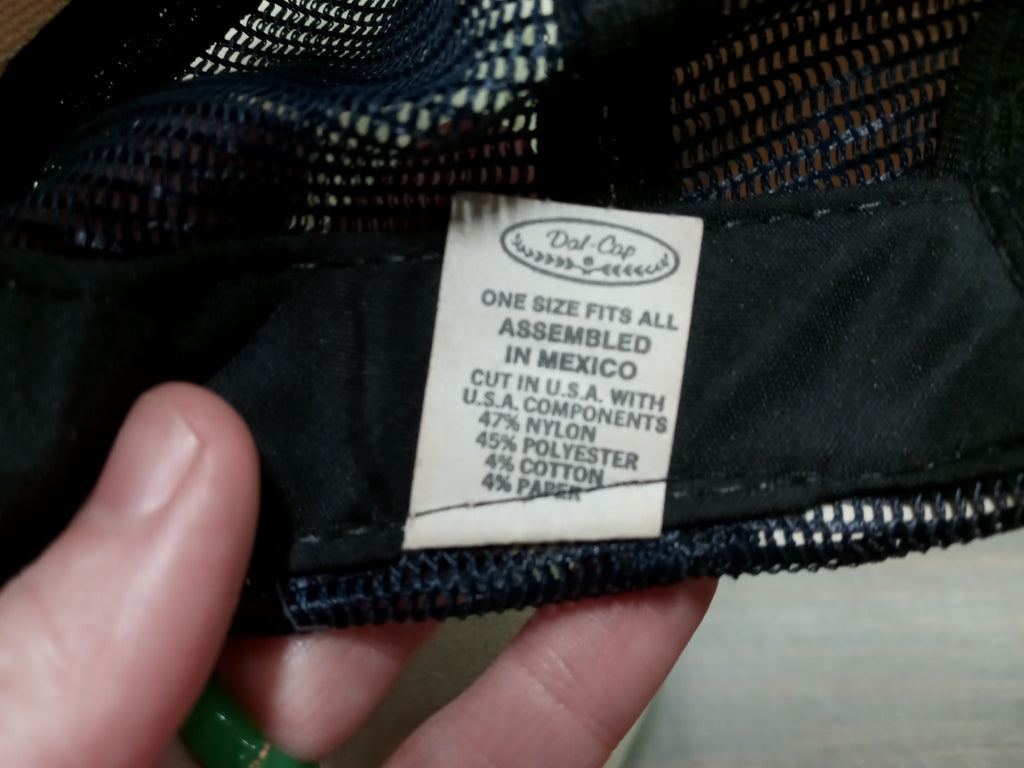 Dal-Cap
ONE SIZE FITS ALL
ASSEMBLED
IN MEXICO
CUT IN U.S.A. WITH
U.S.A. COMPONENTS
47% NYLON
45% POLYESTER
4% COTTON
4% PAPER